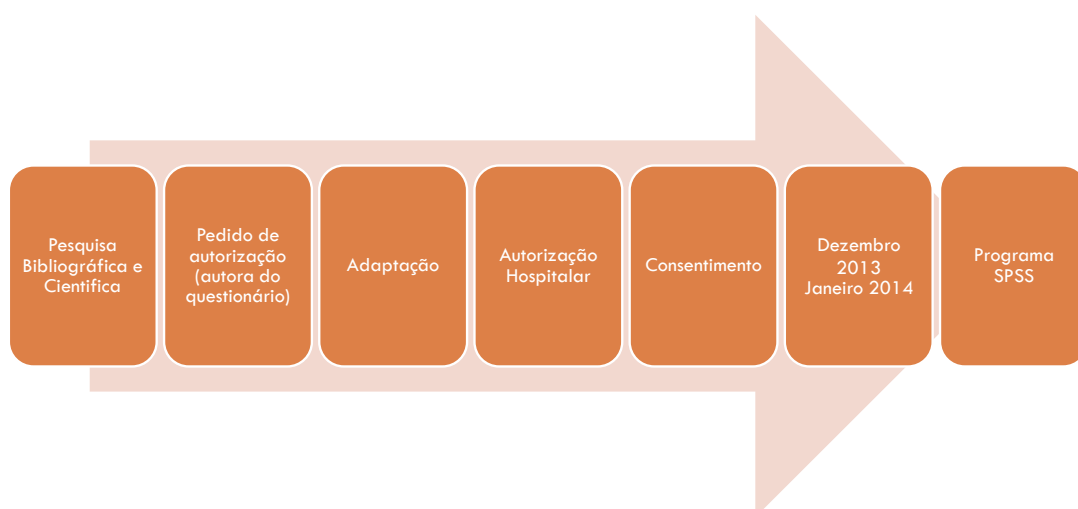 Pesquisa
Bibliográfica e
Cientifica
Pedido de
autorização
(autora do
questionário)
Adaptação
Autorização
Hospitalar
Consentimento
Dezembro
2013
Janeiro 2014
Programa
SPSS